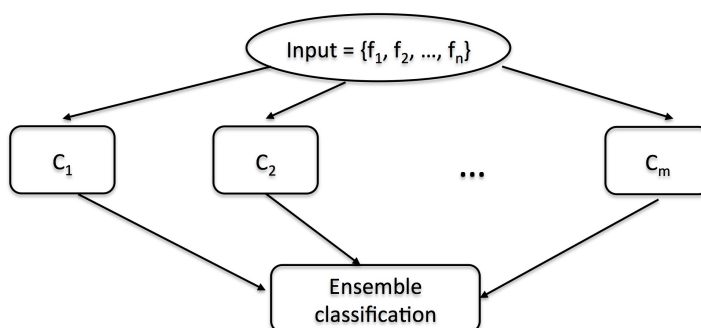 Input = {f₁, f₂, ..., fₙ}
C₁
C₂
...
Cₘ
Ensemble
classification